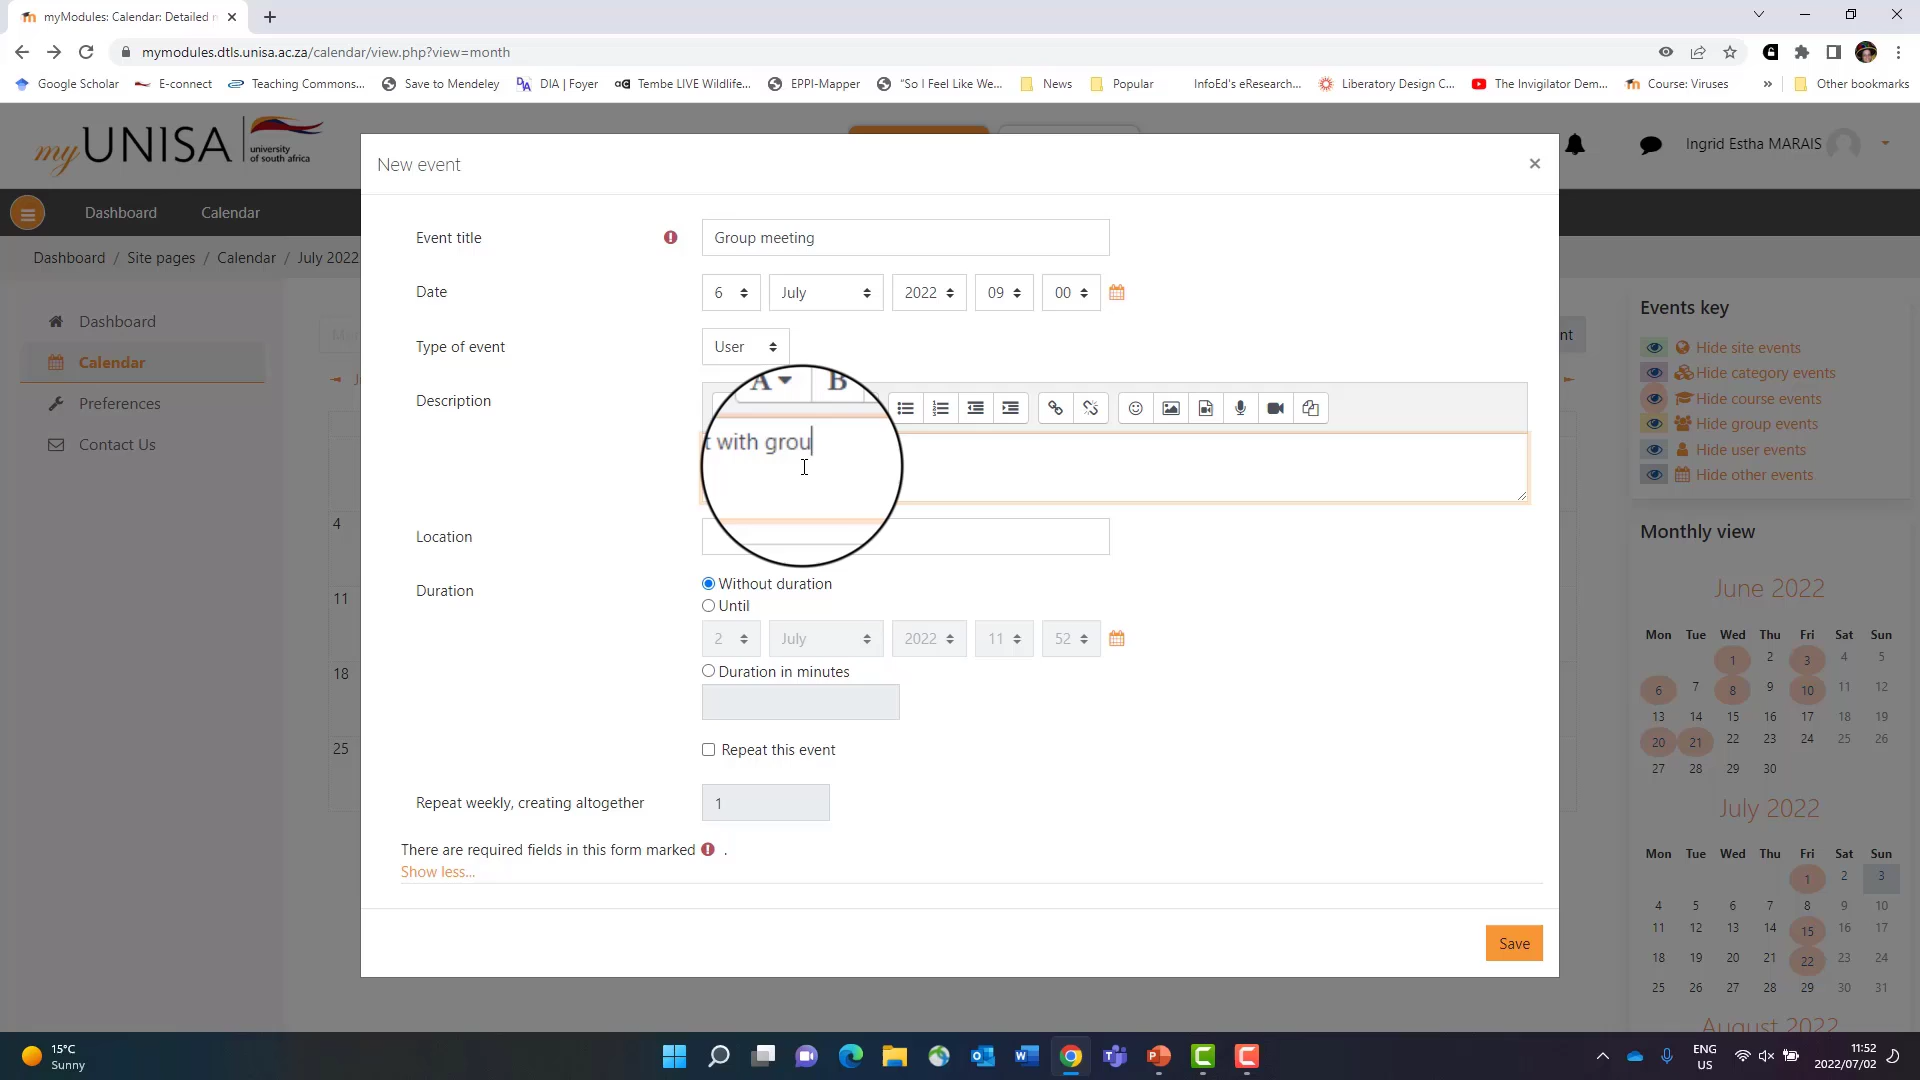 myModules: Calendar: Detailed m
mymodules.dtls.unisa.ac.za/calendar/view.php?view=month
Google Scholar
E-connect
Teaching Commons...
Save to Mendeley
DIA | Foyer
Tembe LIVE Wildlife...
EPPI-Mapper
"So I Feel Like We...
News
Popular
InfoEd's eResearch...
Liberatory Design C...
The Invigilator Dem...
Course: Viruses
»
Other bookmarks
myUNISA
university
of south africa
Ingrid Estha MARAIS
Dashboard
Calendar
Dashboard / Site pages / Calendar / July 2022
Dashboard
Calendar
Preferences
Contact Us
4
11
18
25
New event
×
Event title
Group meeting
Date
6
July
2022
09
00
Type of event
User
Description
A
B
t with grou
Location
Duration
Without duration
Until
2
July
2022
11
52
Duration in minutes
Repeat this event
Repeat weekly, creating altogether
1
There are required fields in this form marked .
Show less...
Save
nt
Events key
Hide site events
Hide category events
Hide course events
Hide group events
Hide user events
Hide other events
Monthly view
June 2022
Mon Tue Wed Thu Fri Sat Sun
1 2 3 4 5
6 7 8 9 10 11 12
13 14 15 16 17 18 19
20 21 22 23 24 25 26
27 28 29 30
July 2022
Mon Tue Wed Thu Fri Sat Sun
1 2 3
4 5 6 7 8 9 10
11 12 13 14 15 16 17
18 19 20 21 22 23 24
25 26 27 28 29 30 31
August 2022
15°C
Sunny
ENG
US
11:52
2022/07/02